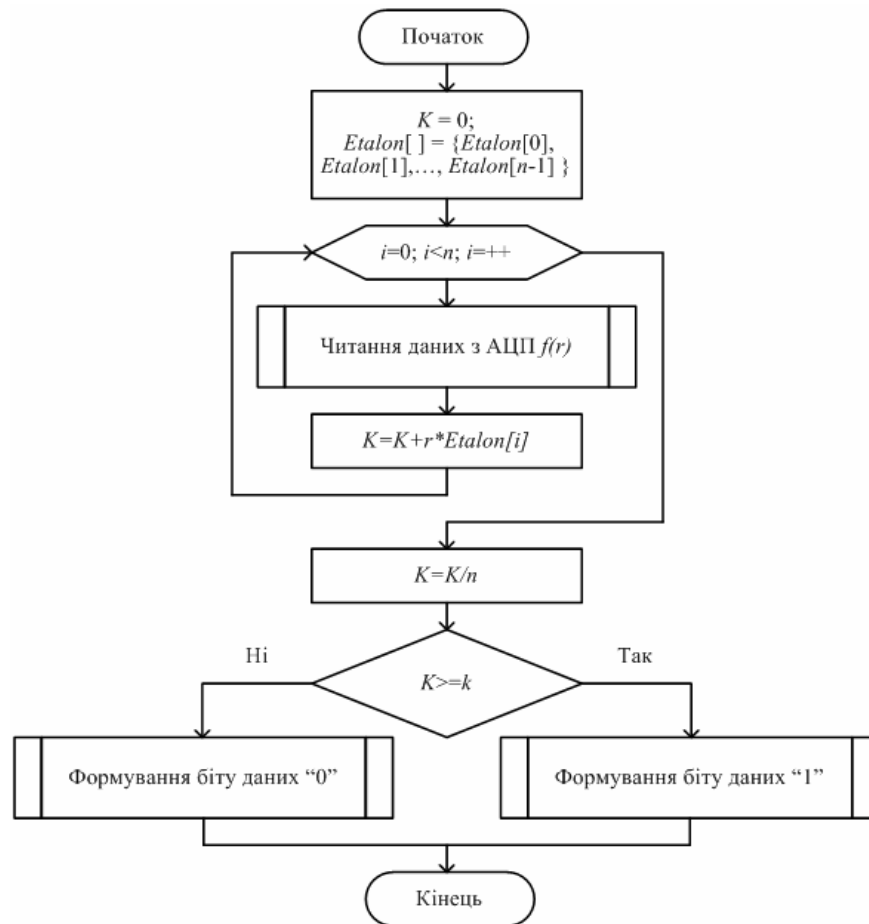 Початок
K = 0;
Etalon[ ] = {Etalon[0],
Etalon[1],…, Etalon[n-1] }
i=0; i<n; i=++
Читання даних з АЦП f(r)
K=K+r*Etalon[i]
K=K/n
Ні
Так
K>=k
Формування біту даних “0”
Формування біту даних “1”
Кінець